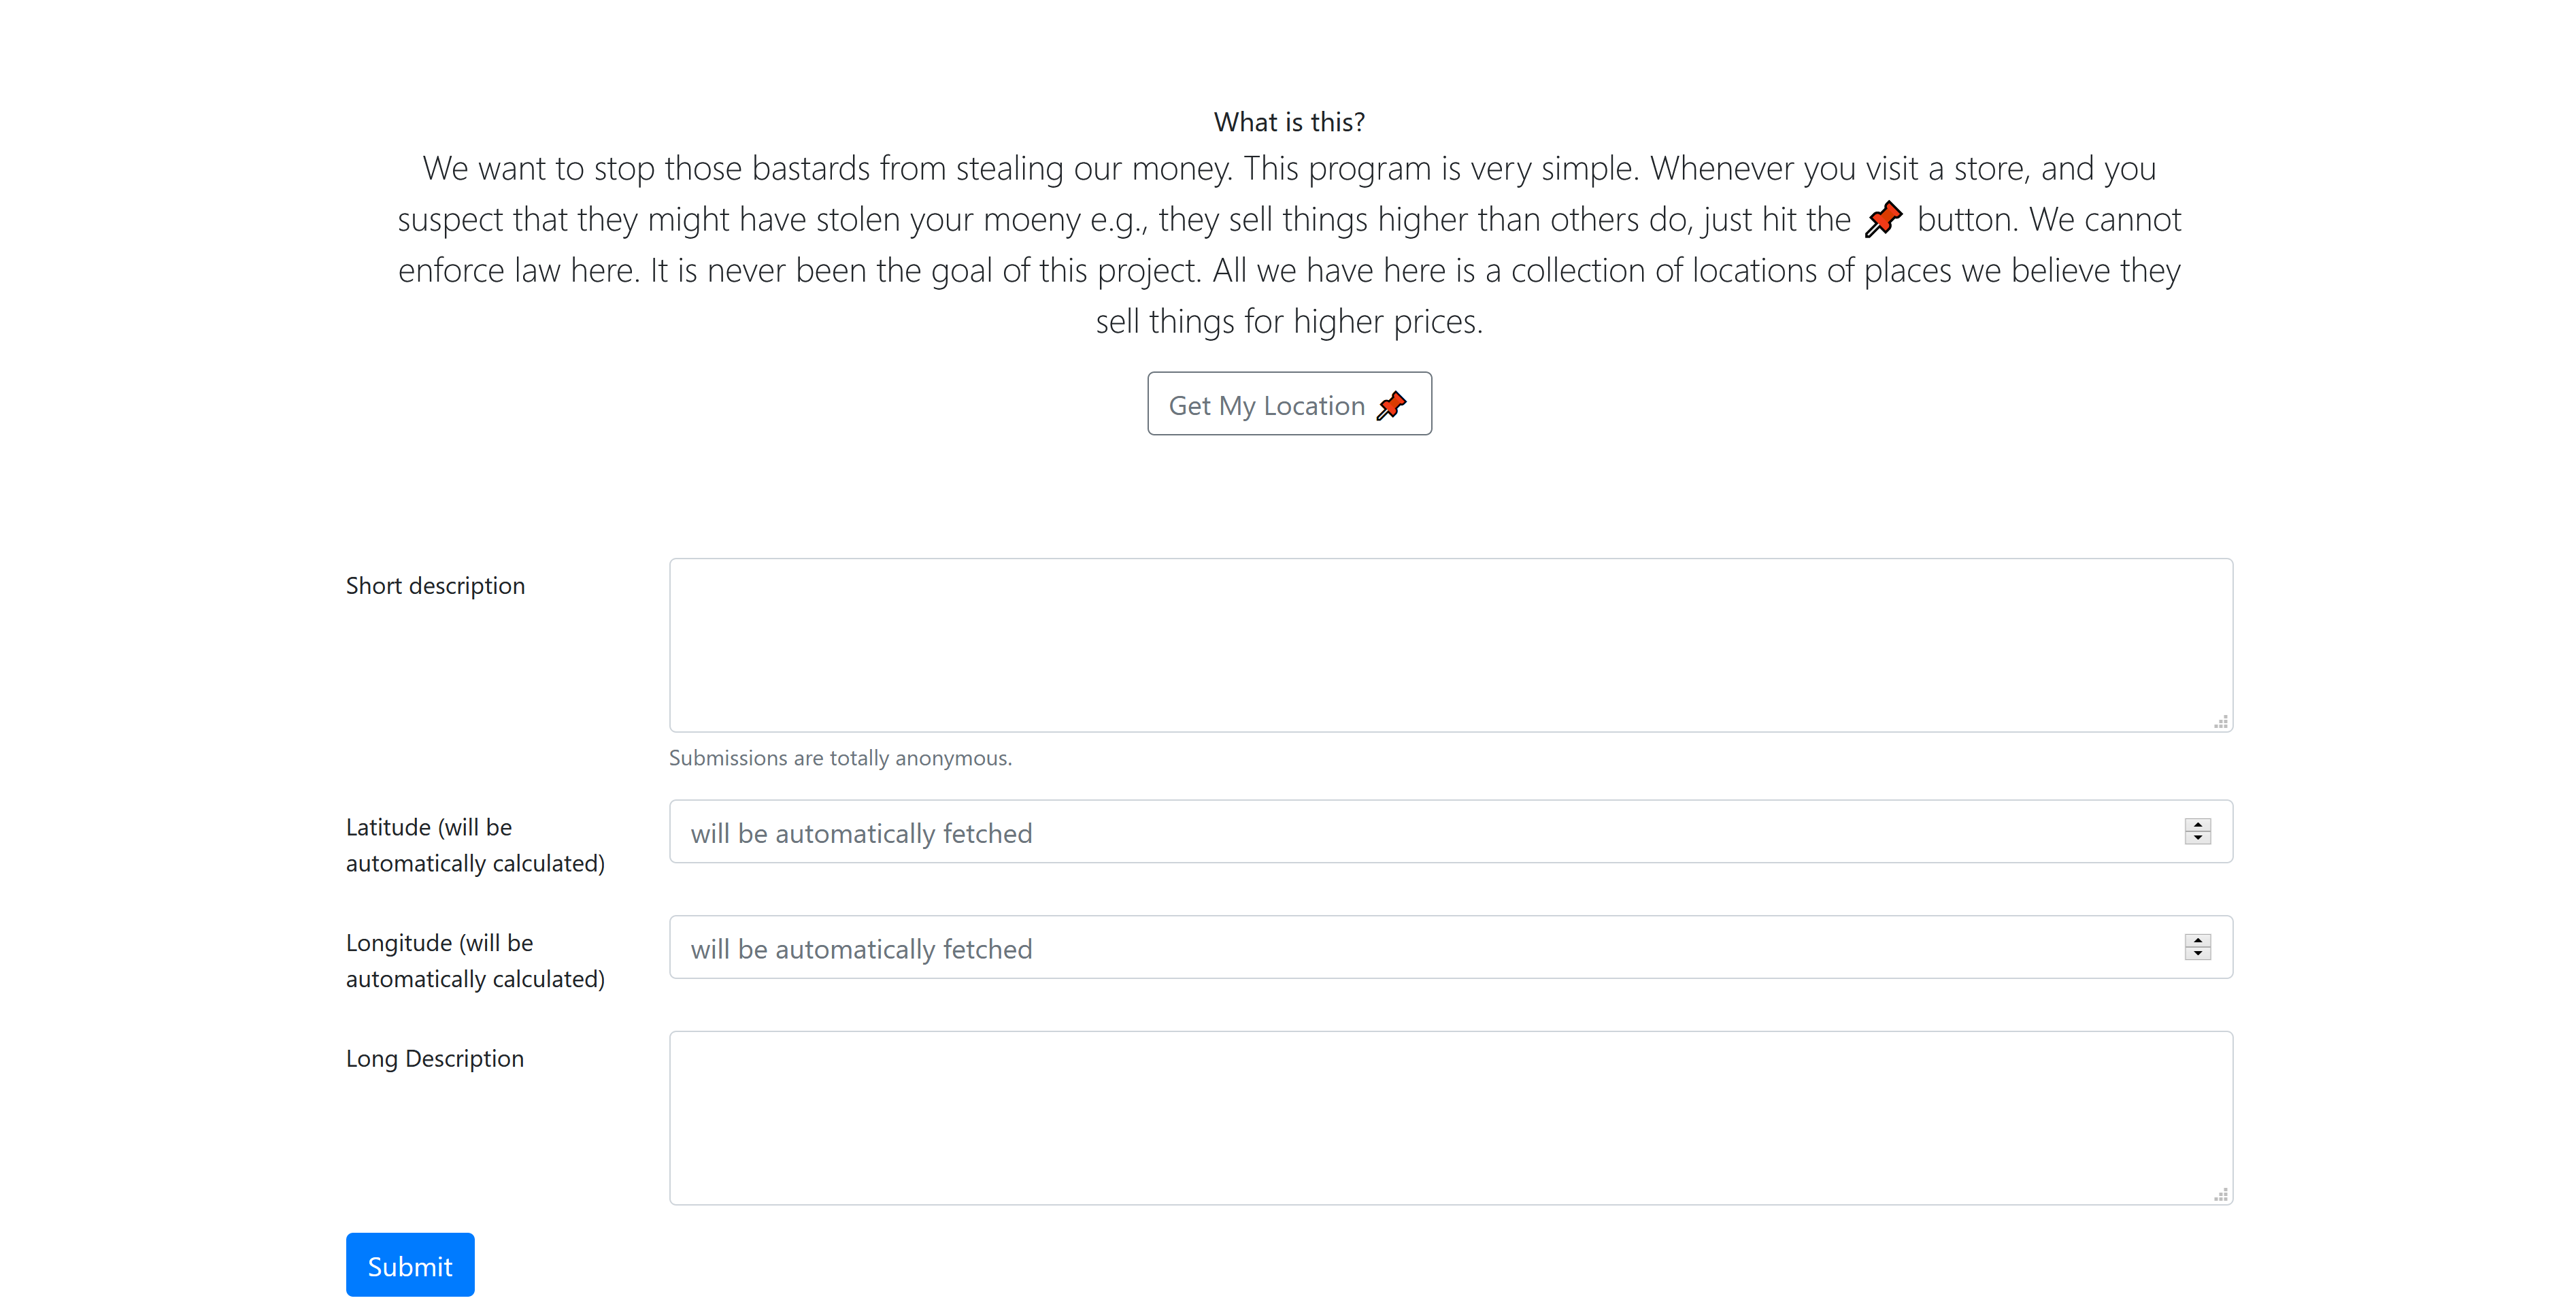 What is this?
We want to stop those bastards from stealing our money. This program is very simple. Whenever you visit a store, and you
suspect that they might have stolen your moeny e.g., they sell things higher than others do, just hit the 📌 button. We cannot
enforce law here. It is never been the goal of this project. All we have here is a collection of locations of places we believe they
sell things for higher prices.
Get My Location 📌
Short description
Submissions are totally anonymous.
Latitude (will be
automatically calculated)
will be automatically fetched
Longitude (will be
automatically calculated)
will be automatically fetched
Long Description
Submit